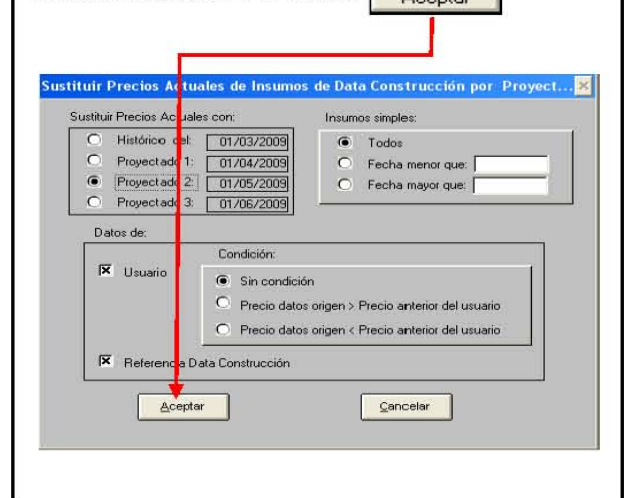 Aceptar
Sustituir Precios Actuales de Insumos de Data Construcción por Proyect...
Sustituir Precios Actuales con:
Histórico del: 01/03/2009
Proyectado 1: 01/04/2009
Proyectado 2: 01/05/2009
Proyectado 3: 01/06/2009
Insumos simples:
Todos
Fecha menor que:
Fecha mayor que:
Datos de:
Usuario
Condición:
Sin condición
Precio datos origen > Precio anterior del usuario
Precio datos origen < Precio anterior del usuario
Referencia Data Construcción
Aceptar
Cancelar